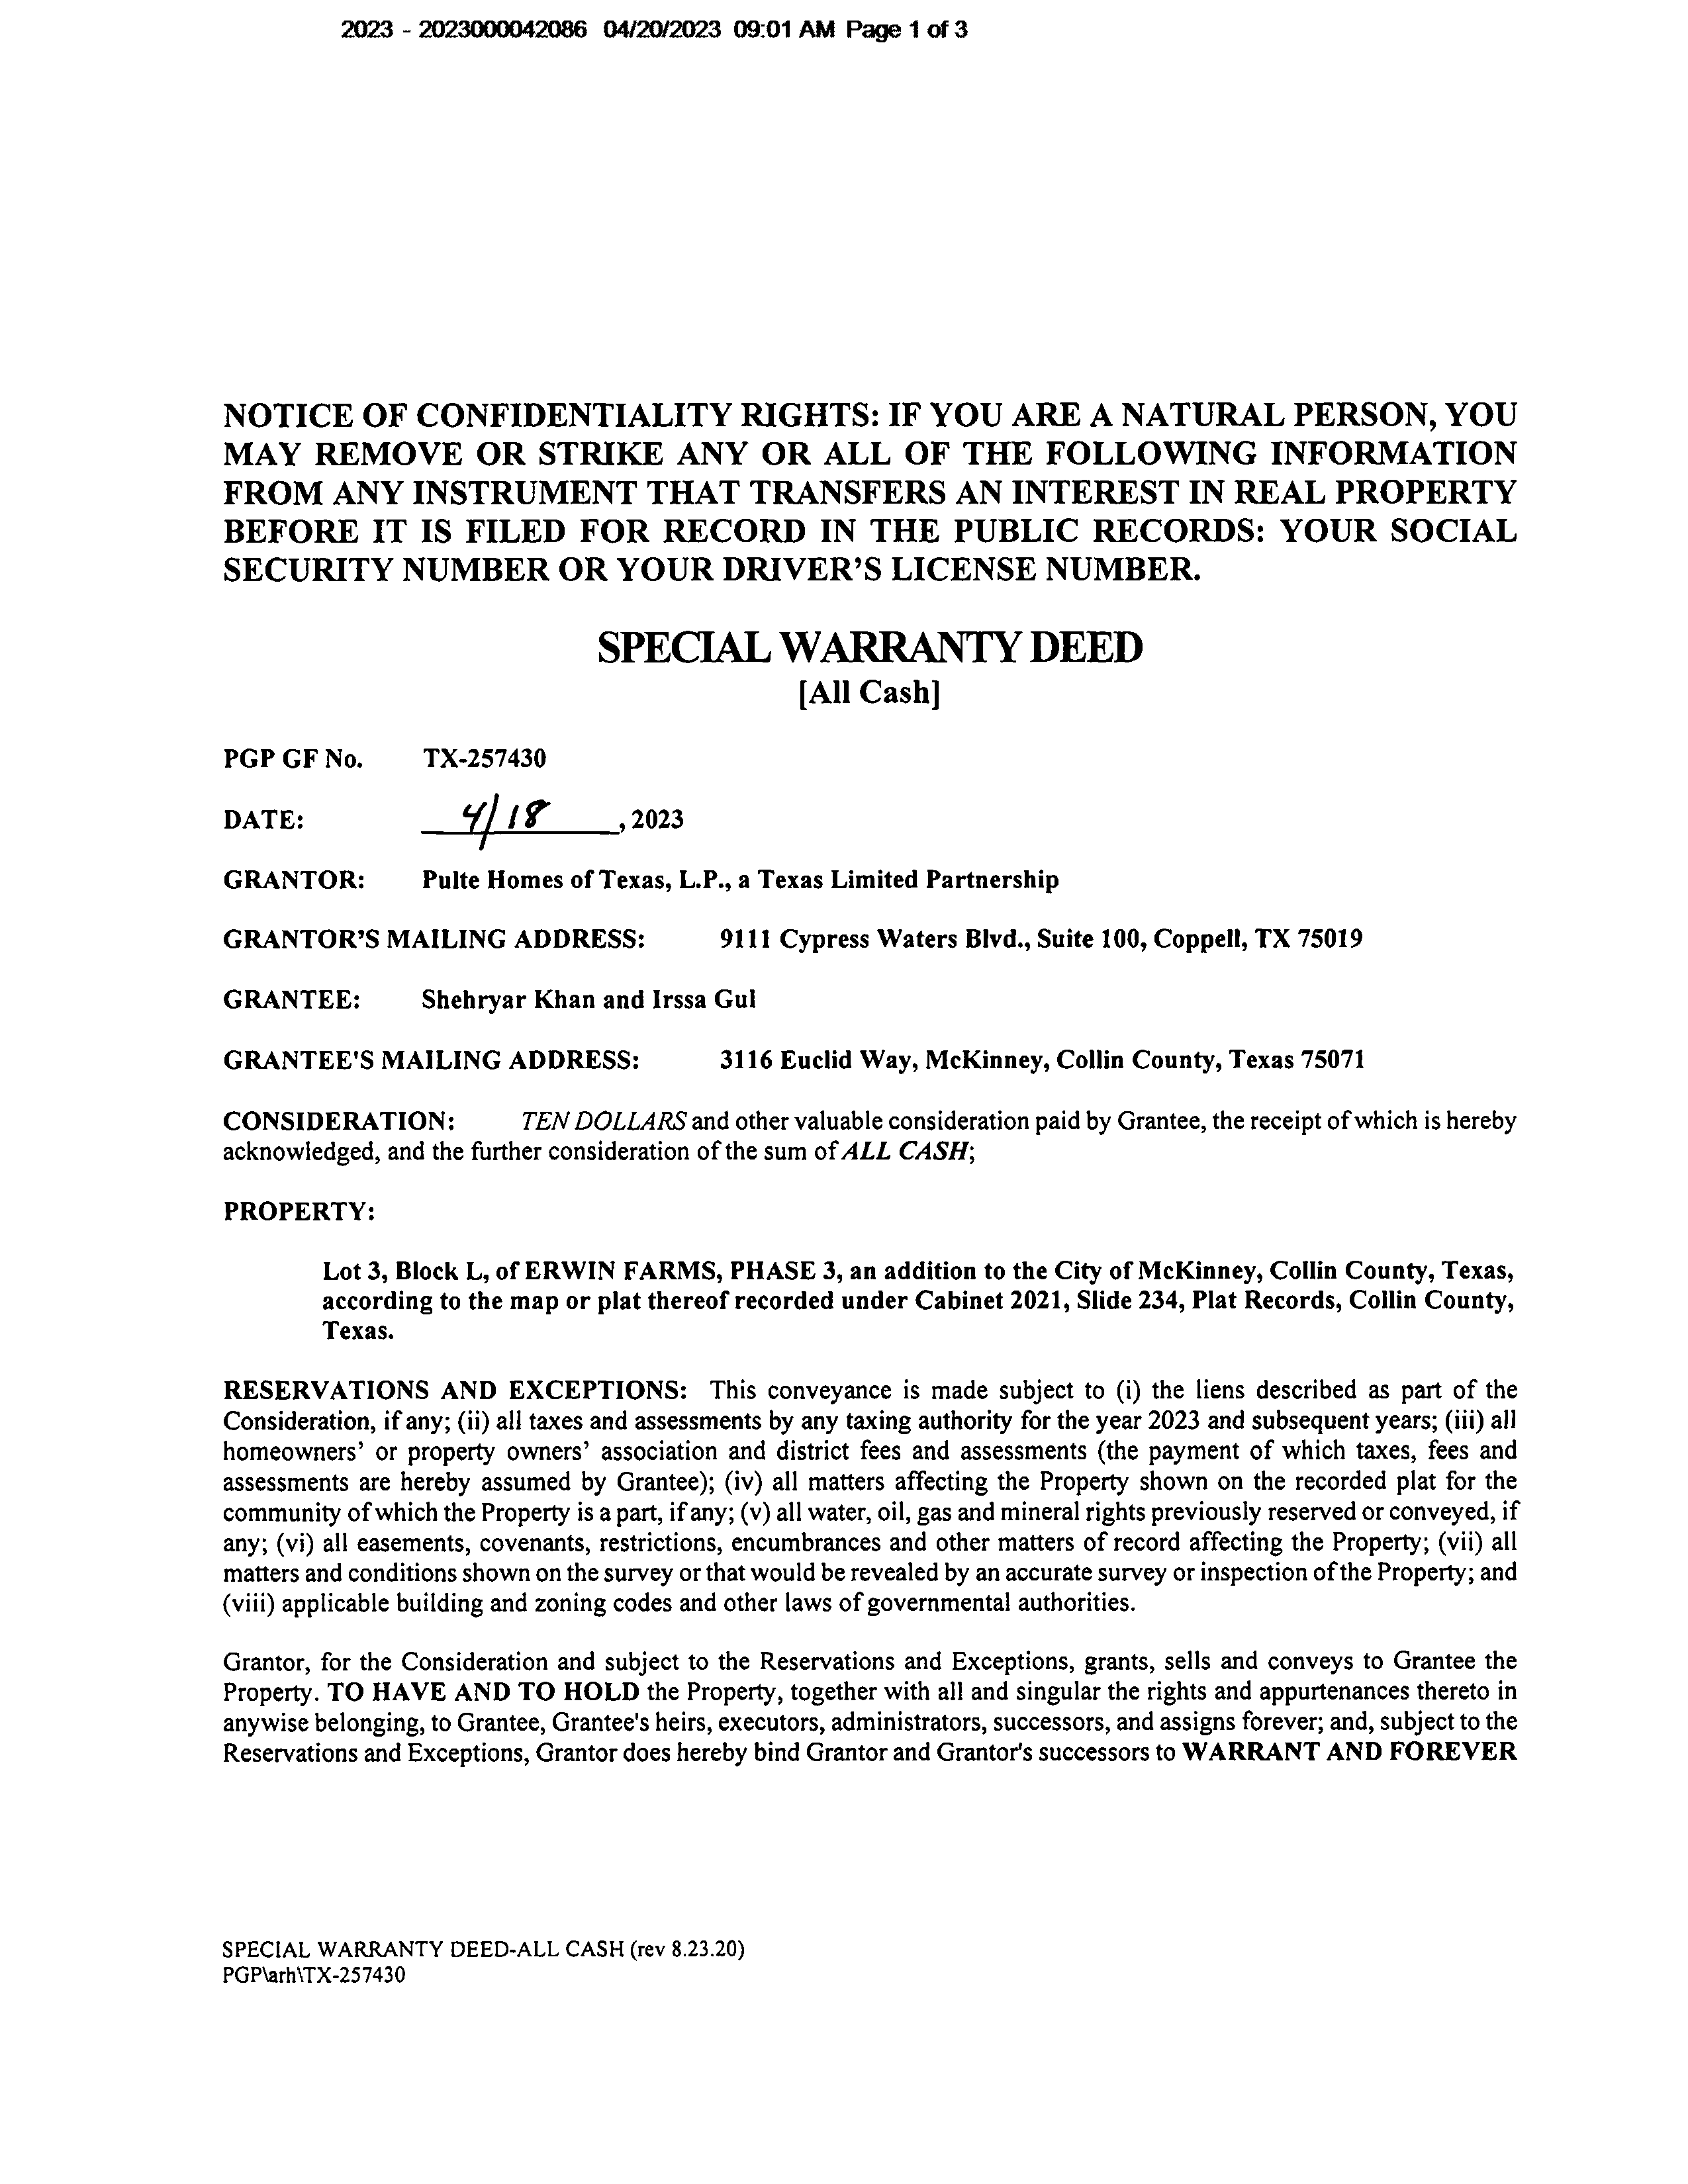 2023 - 2023000042086 04/20/2023 09:01 AM Page 1 of 3
NOTICE OF CONFIDENTIALITY RIGHTS: IF YOU ARE A NATURAL PERSON, YOU
MAY REMOVE OR STRIKE ANY OR ALL OF THE FOLLOWING INFORMATION
FROM ANY INSTRUMENT THAT TRANSFERS AN INTEREST IN REAL PROPERTY
BEFORE IT IS FILED FOR RECORD IN THE PUBLIC RECORDS: YOUR SOCIAL
SECURITY NUMBER OR YOUR DRIVER'S LICENSE NUMBER.
SPECIAL WARRANTY DEED
[All Cash]
PGP GF No. TX-257430
DATE: 4/18, 2023
GRANTOR: Pulte Homes of Texas, L.P., a Texas Limited Partnership
GRANTOR'S MAILING ADDRESS: 9111 Cypress Waters Blvd., Suite 100, Coppell, TX 75019
GRANTEE: Shehryar Khan and Irssa Gul
GRANTEE'S MAILING ADDRESS: 3116 Euclid Way, McKinney, Collin County, Texas 75071
CONSIDERATION: TEN DOLLARS and other valuable consideration paid by Grantee, the receipt of which is hereby
acknowledged, and the further consideration of the sum of ALL CASH;
PROPERTY:
Lot 3, Block L, of ERWIN FARMS, PHASE 3, an addition to the City of McKinney, Collin County, Texas,
according to the map or plat thereof recorded under Cabinet 2021, Slide 234, Plat Records, Collin County,
Texas.
RESERVATIONS AND EXCEPTIONS: This conveyance is made subject to (i) the liens described as part of the
Consideration, if any; (ii) all taxes and assessments by any taxing authority for the year 2023 and subsequent years; (iii) all
homeowners' or property owners' association and district fees and assessments (the payment of which taxes, fees and
assessments are hereby assumed by Grantee); (iv) all matters affecting the Property shown on the recorded plat for the
community of which the Property is a part, if any; (v) all water, oil, gas and mineral rights previously reserved or conveyed, if
any; (vi) all easements, covenants, restrictions, encumbrances and other matters of record affecting the Property; (vii) all
matters and conditions shown on the survey or that would be revealed by an accurate survey or inspection of the Property; and
(viii) applicable building and zoning codes and other laws of governmental authorities.
Grantor, for the Consideration and subject to the Reservations and Exceptions, grants, sells and conveys to Grantee the
Property. TO HAVE AND TO HOLD the Property, together with all and singular the rights and appurtenances thereto in
anywise belonging, to Grantee, Grantee's heirs, executors, administrators, successors, and assigns forever; and, subject to the
Reservations and Exceptions, Grantor does hereby bind Grantor and Grantor's successors to WARRANT AND FOREVER
SPECIAL WARRANTY DEED-ALL CASH (rev 8.23.20)
PGP\arh\TX-257430